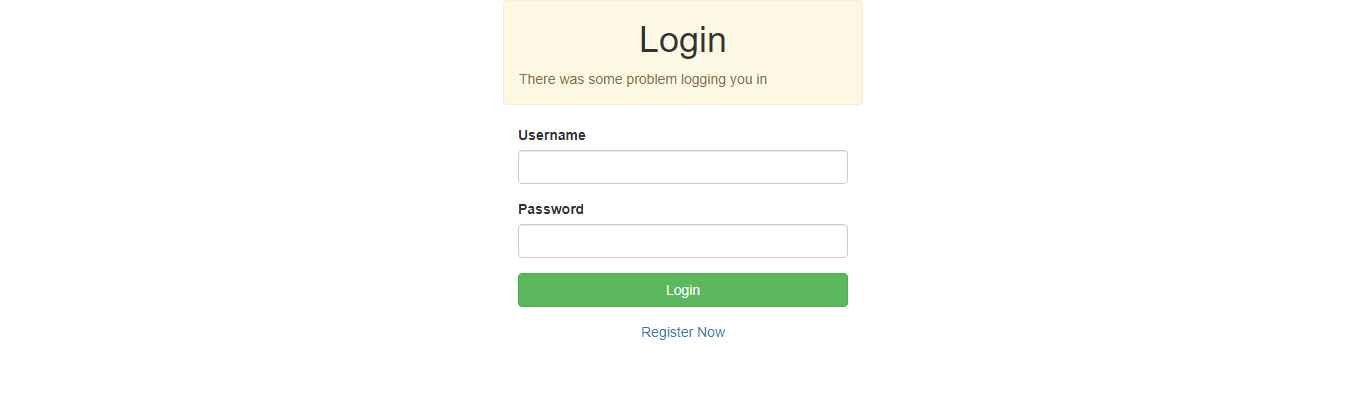 Login
There was some problem logging you in
Username
Password
Login
Register Now